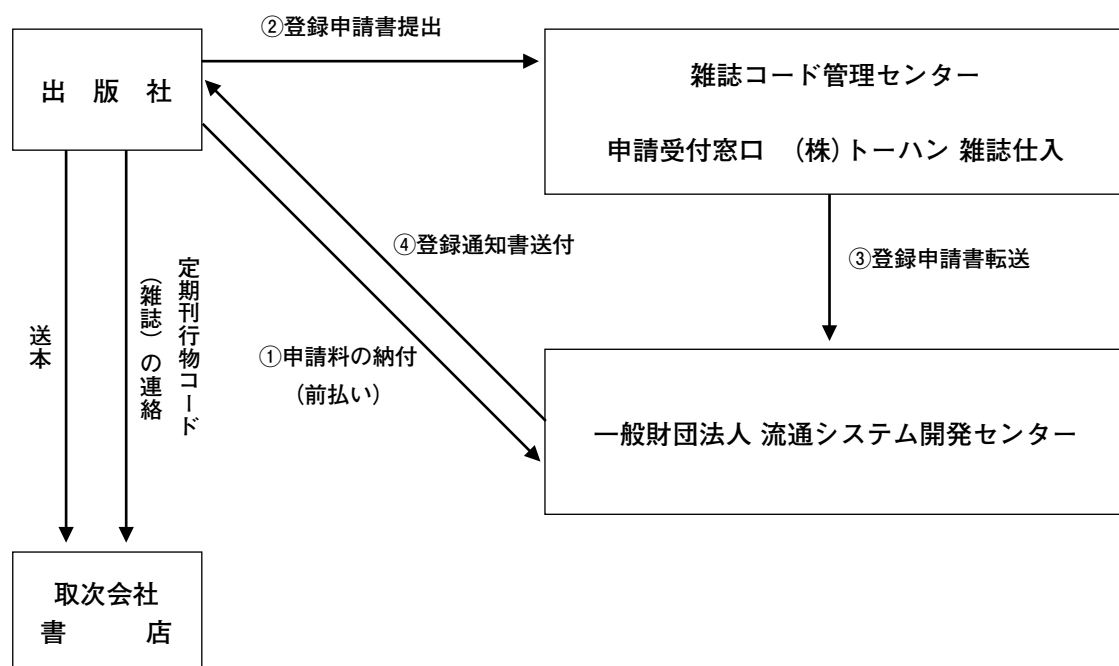 ②登録申請書提出
出 版 社
雑誌コード管理センター
申請受付窓口 (株)トーハン 雑誌仕入
④登録通知書送付
③登録申請書転送
送本
定期刊行物コード
(雑誌)の連絡
①申請料の納付
(前払い)
一般財団法人 流通システム開発センター
取次会社
書 店